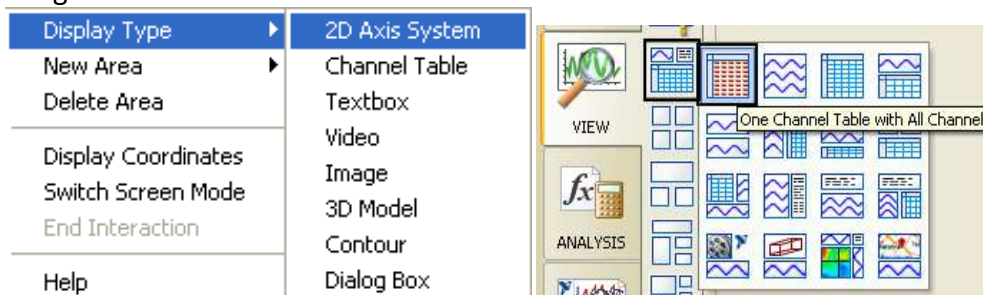 Display Type
New Area
Delete Area
Display Coordinates
Switch Screen Mode
End Interaction
Help
2D Axis System
Channel Table
Textbox
Video
Image
3D Model
Contour
Dialog Box
VIEW
ANALYSIS
One Channel Table with All Channel